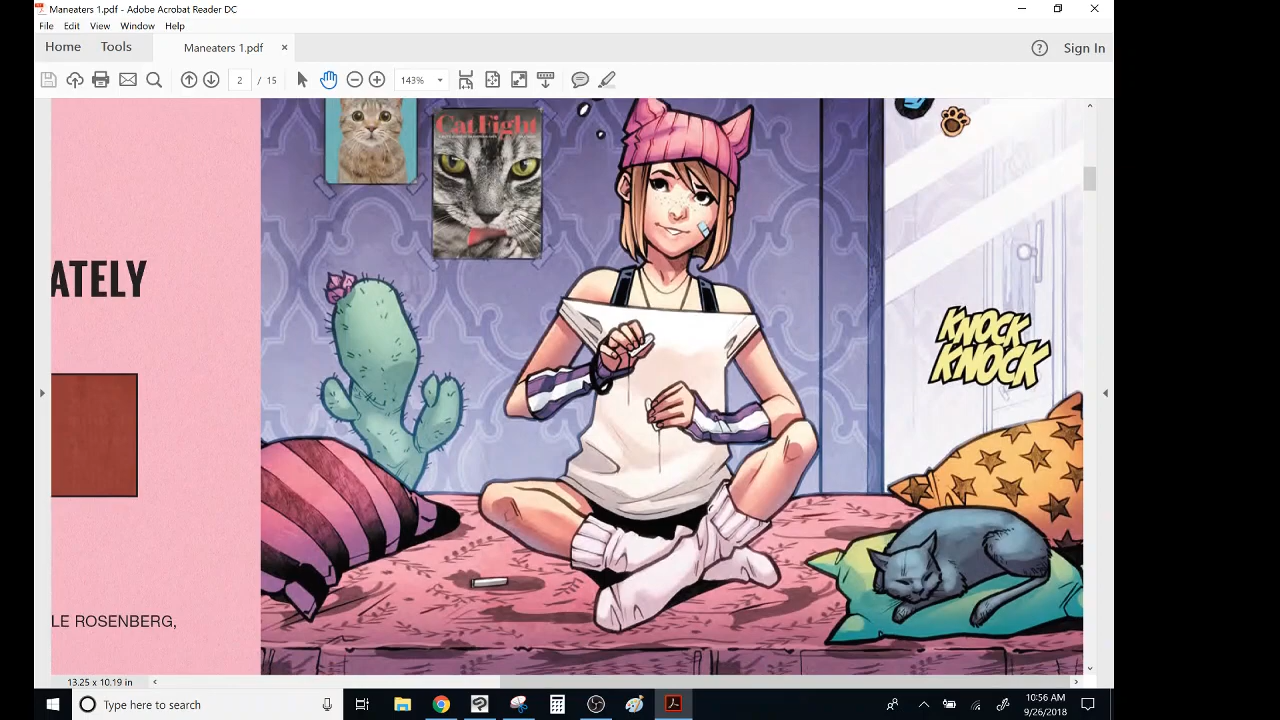 Maneaters 1.pdf - Adobe Acrobat Reader DC
File Edit View Window Help
Home Tools Maneaters 1.pdf × Sign In
2 / 15 143%
Cat Fight
ATELY
KNOCK
KNOCK
LE ROSENBERG,
13.25 x 10.19 in
Type here to search
10:56 AM
9/26/2018